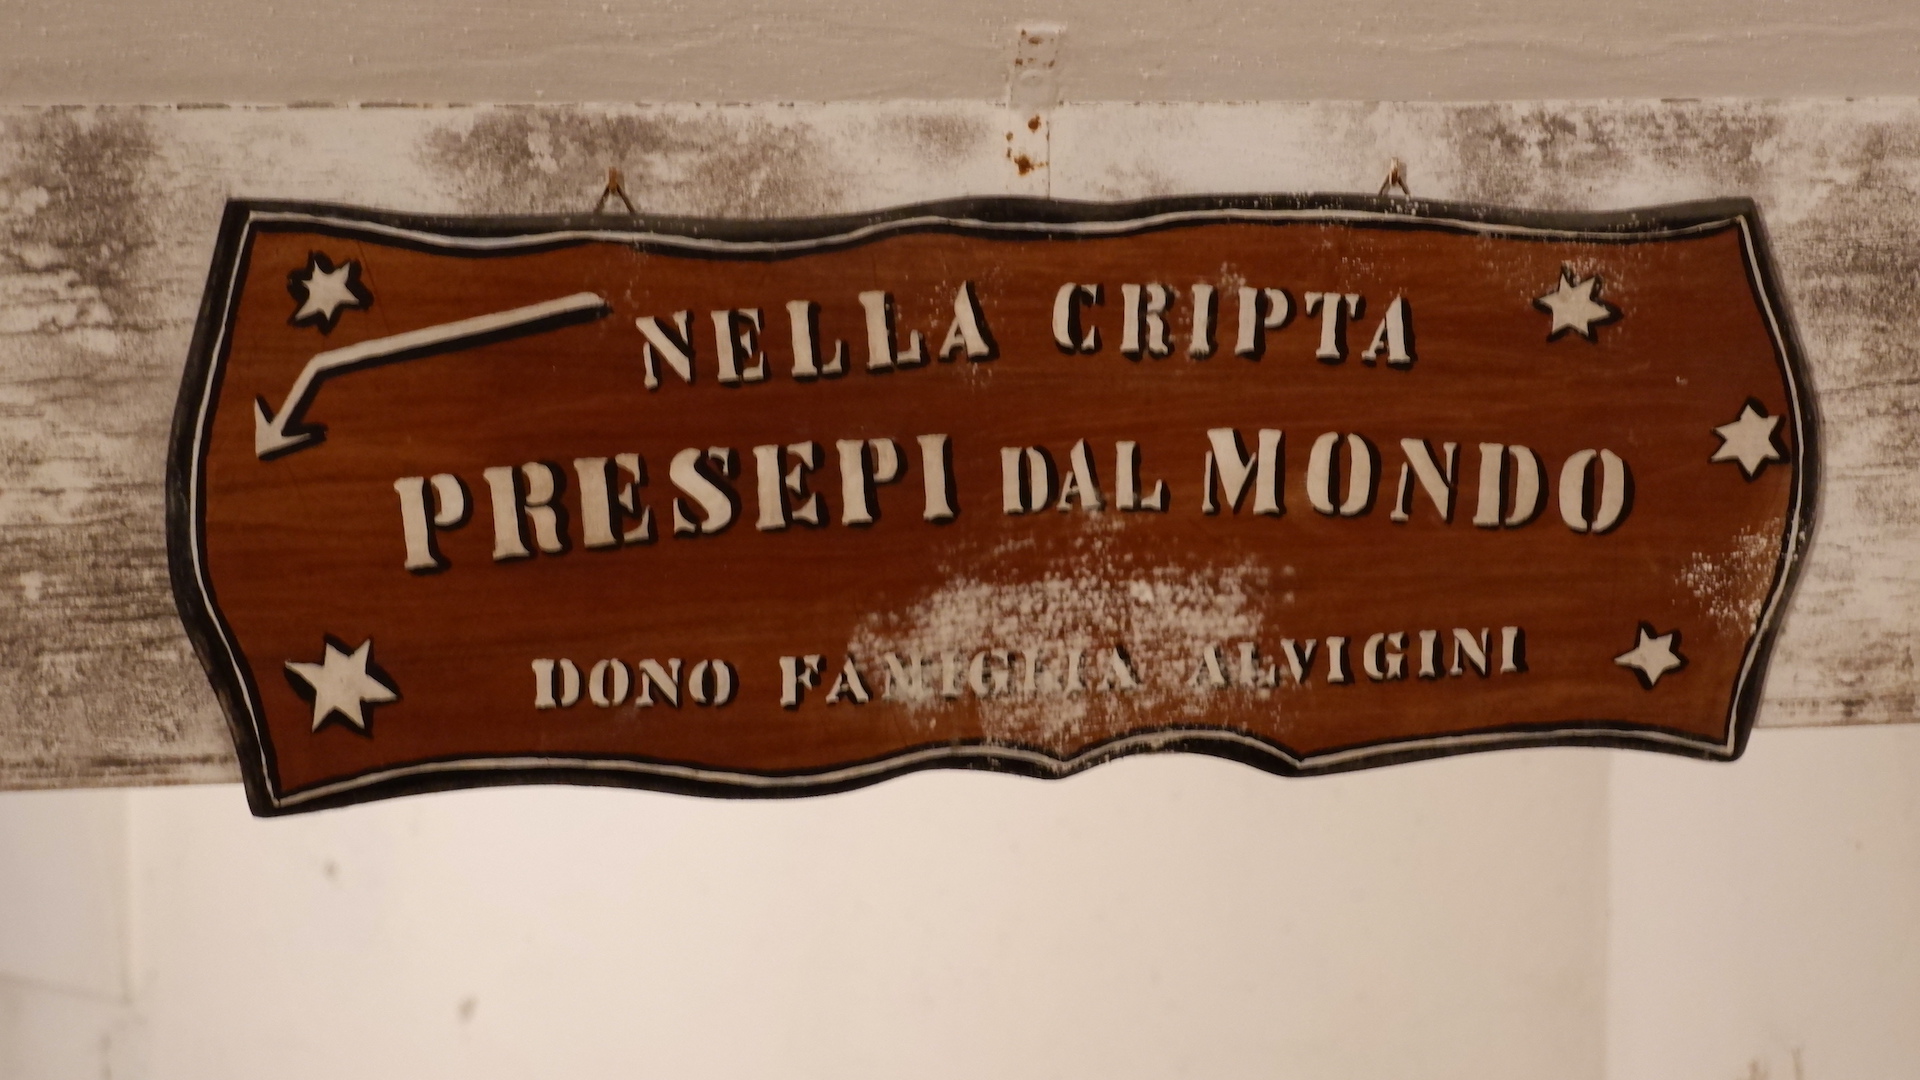 NELLA CRIPTA
PRESEPI DAL MONDO
DONO FAMIGLIA ALVIGINI